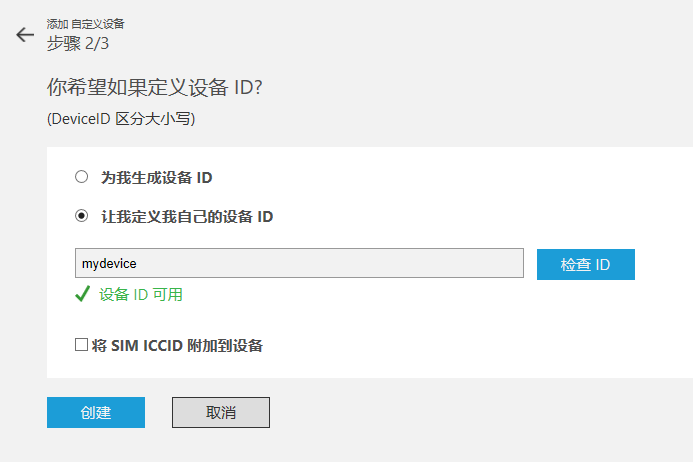 添加 自定义设备
步骤 2/3
你希望如果定义设备 ID?
(DeviceID 区分大小写)
为我生成设备 ID
让我定义我自己的设备 ID
mydevice
检查 ID
设备 ID 可用
将 SIM ICCID 附加到设备
创建
取消